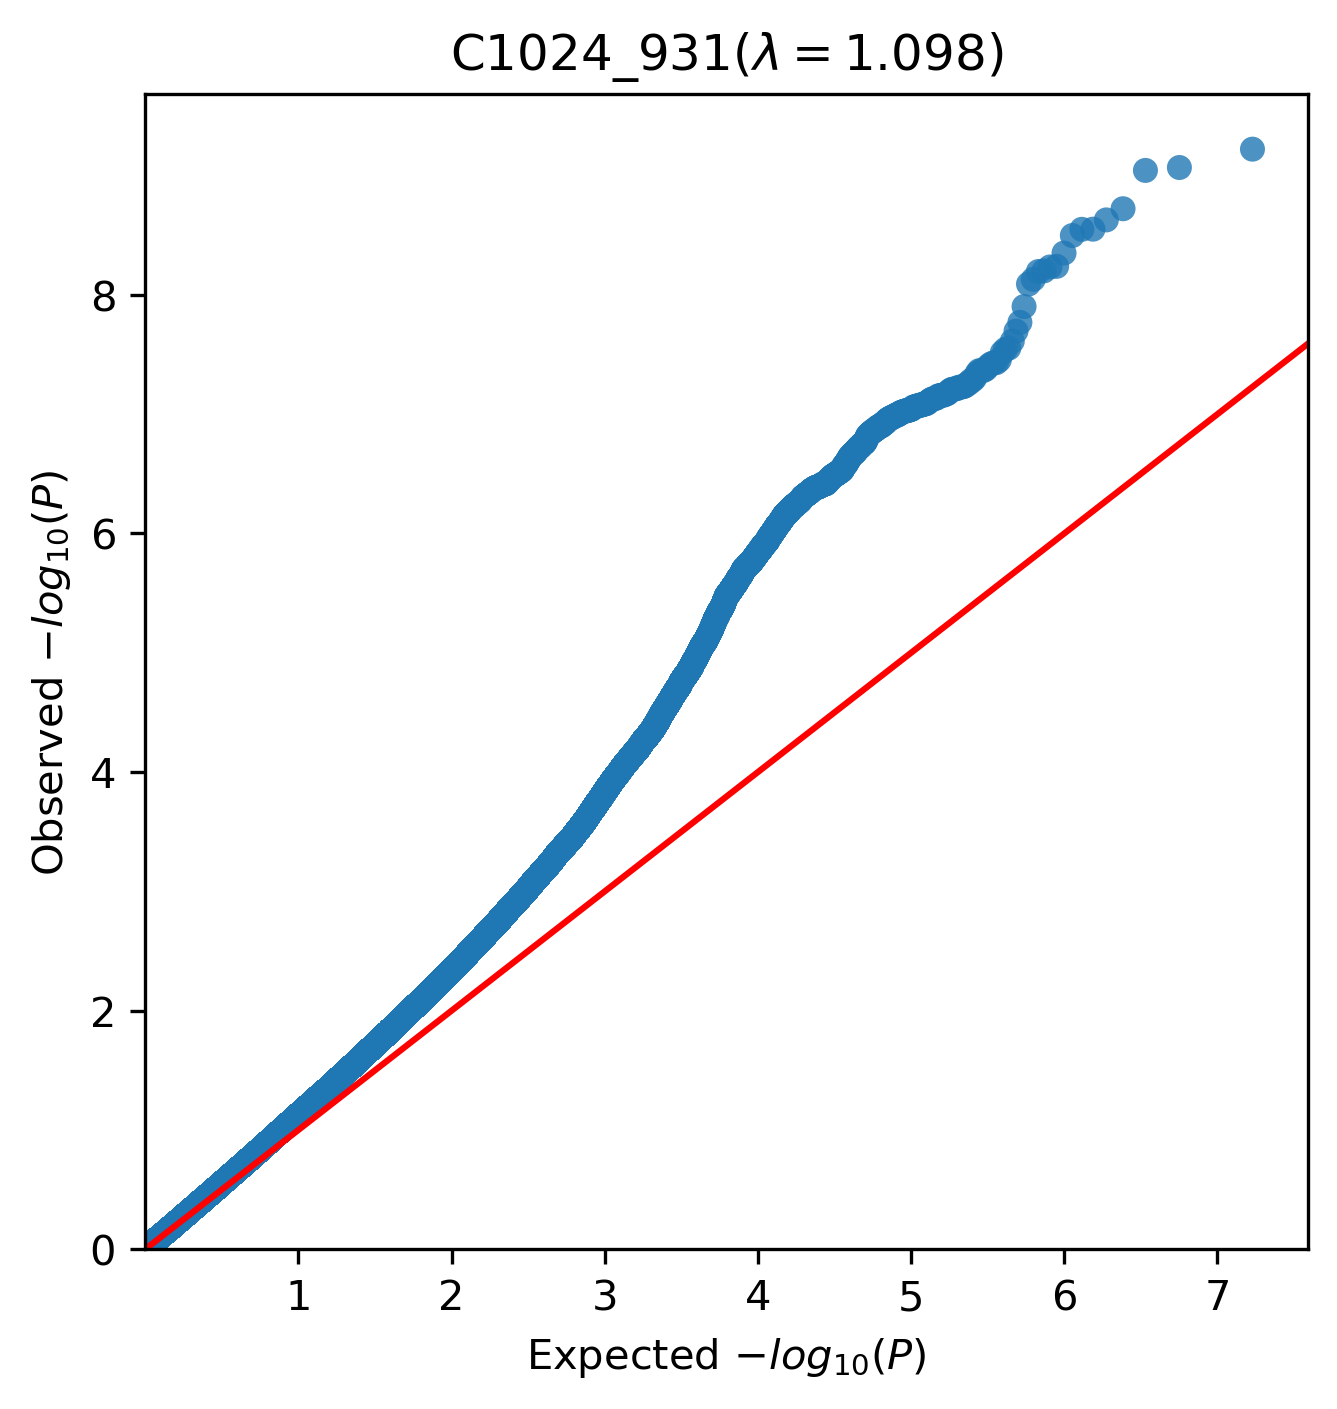 C1024_931(λ = 1.098)
8
6
4
2
0
Observed −log₁₀(P)
1 2 3 4 5 6 7
Expected −log₁₀(P)